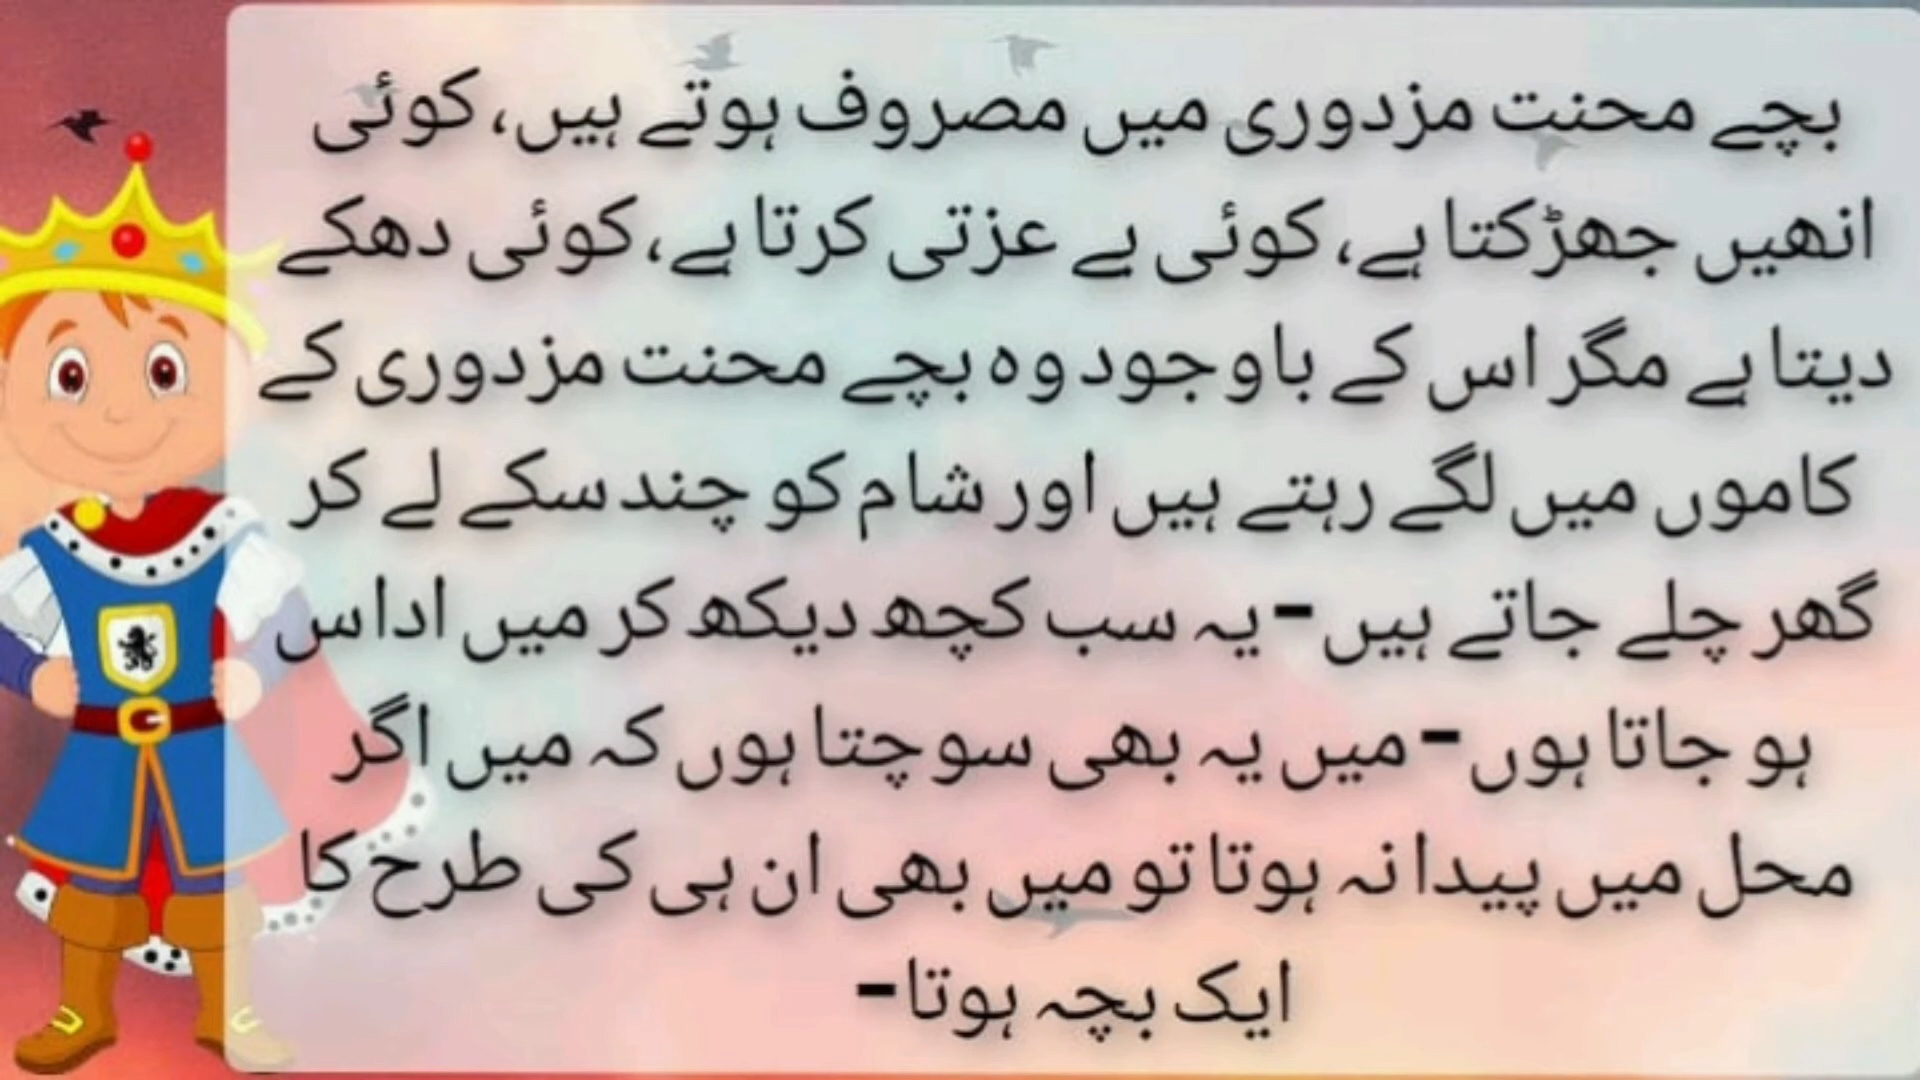 بچے محنت مزدوری میں مصروف ہوتے ہیں، کوئی
انھیں جھڑکتا ہے، کوئی بے عزتی کرتا ہے، کوئی دھکے
دیتا ہے مگر اس کے باوجود وہ بچے محنت مزدوری کے
کاموں میں لگے رہتے ہیں اور شام کو چند سکے لے کر
گھر چلے جاتے ہیں- یہ سب کچھ دیکھ کر میں اداس
ہو جاتا ہوں- میں یہ بھی سوچتا ہوں کہ میں اگر
محل میں پیدا نہ ہوتا تو میں بھی ان ہی کی طرح کا
ایک بچہ ہوتا-